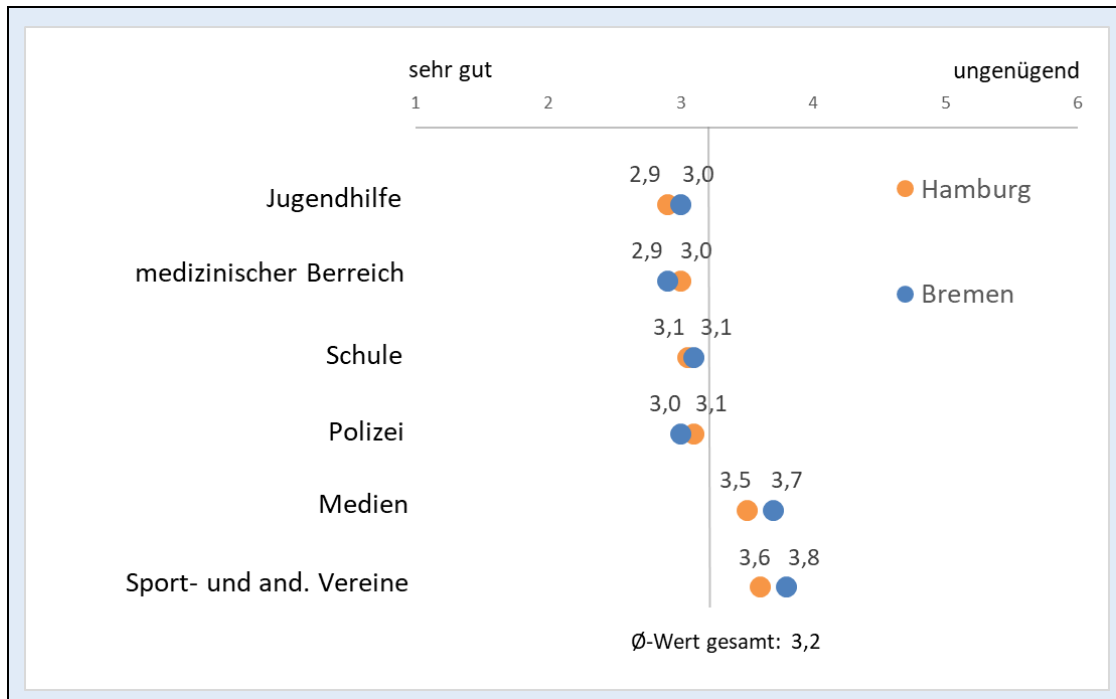 sehr gut ungenügend
1 2 3 4 5 6
2,9 3,0
Jugendhilfe
Hamburg
2,9 3,0
medizinischer Berreich
Bremen
3,1 3,1
Schule
3,0 3,1
Polizei
3,5 3,7
Medien
3,6 3,8
Sport- und and. Vereine
Ø-Wert gesamt: 3,2